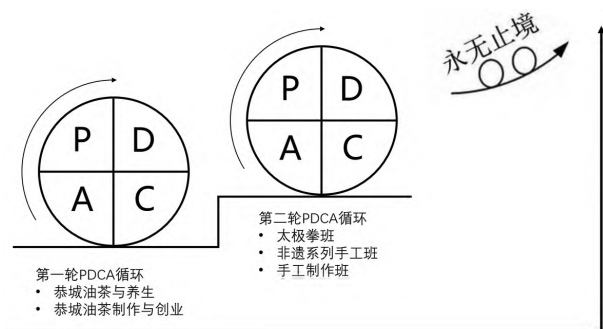 永无止境
P D
A C
P D
A C
第二轮PDCA循环
• 太极拳班
• 非遗系列手工班
• 手工制作班
第一轮PDCA循环
• 恭城油茶与养生
• 恭城油茶制作与创业